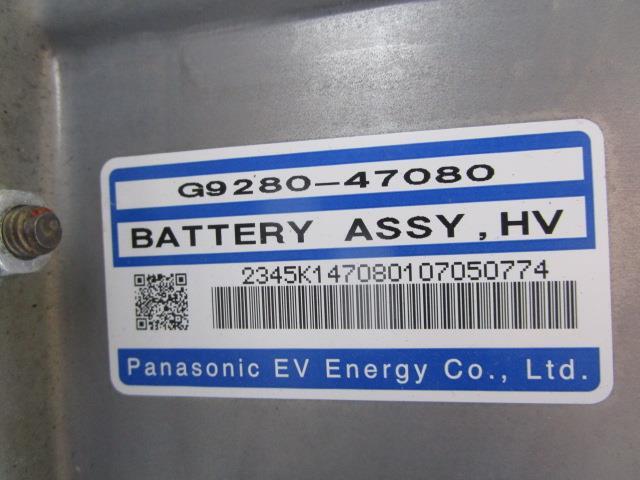 G9280-47080
BATTERY ASSY, HV
2345K147080107050774
Panasonic EV Energy Co., Ltd.